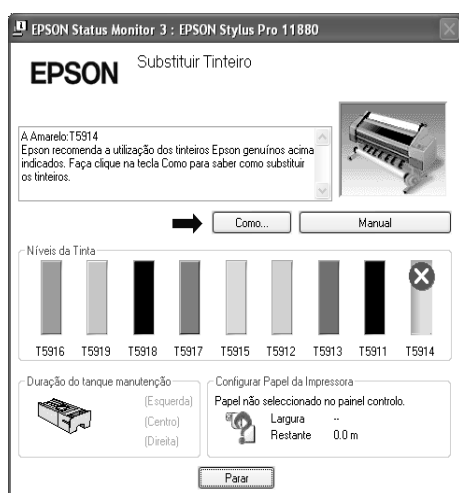 EPSON Status Monitor 3 : EPSON Stylus Pro 11880
EPSON
Substituir Tinteiro
A Amarelo:T5914
Epson recomenda a utilização dos tinteiros Epson genuínos acima
indicados. Faça clique na tecla Como para saber como substituir
os tinteiros.
Como...
Manual
Níveis da Tinta
T5916 T5919 T5918 T5917 T5915 T5912 T5913 T5911 T5914
Duração do tanque manutenção
(Esquerda)
(Centro)
(Direita)
Configurar Papel da Impressora
Papel não seleccionado no painel controlo.
Largura --
Restante 0.0 m
Parar